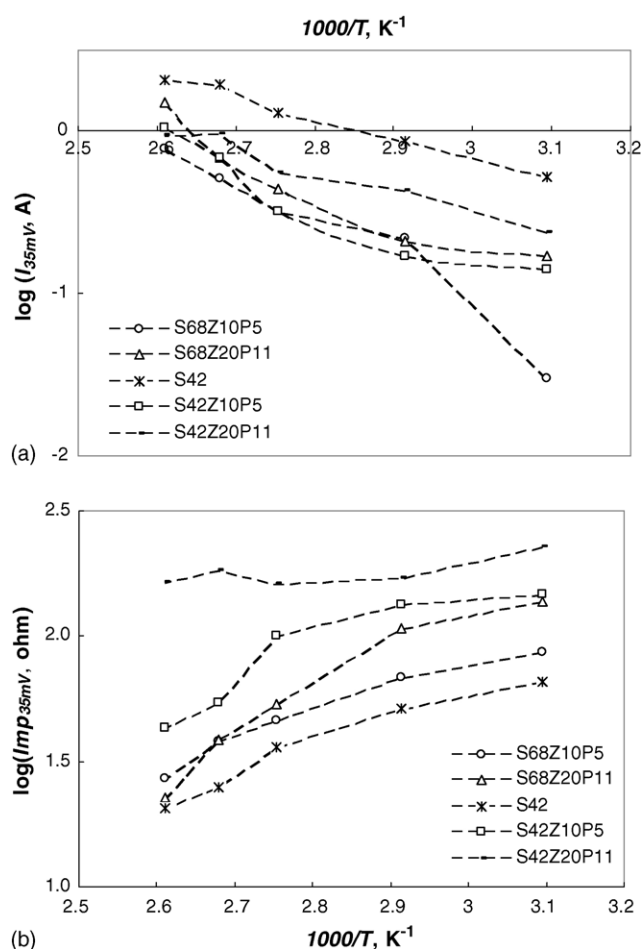 1000/T, K-1
2.5 2.6 2.7 2.8 2.9 3 3.1 3.2
0
-1
-2
log (I35mV, A)
S68Z10P5
S68Z20P11
S42
S42Z10P5
S42Z20P11
(a)
2.5
2.0
1.5
1.0
log(Imp35mV, ohm)
S68Z10P5
S68Z20P11
S42
S42Z10P5
S42Z20P11
2.5 2.6 2.7 2.8 2.9 3 3.1 3.2
(b)
1000/T, K-1